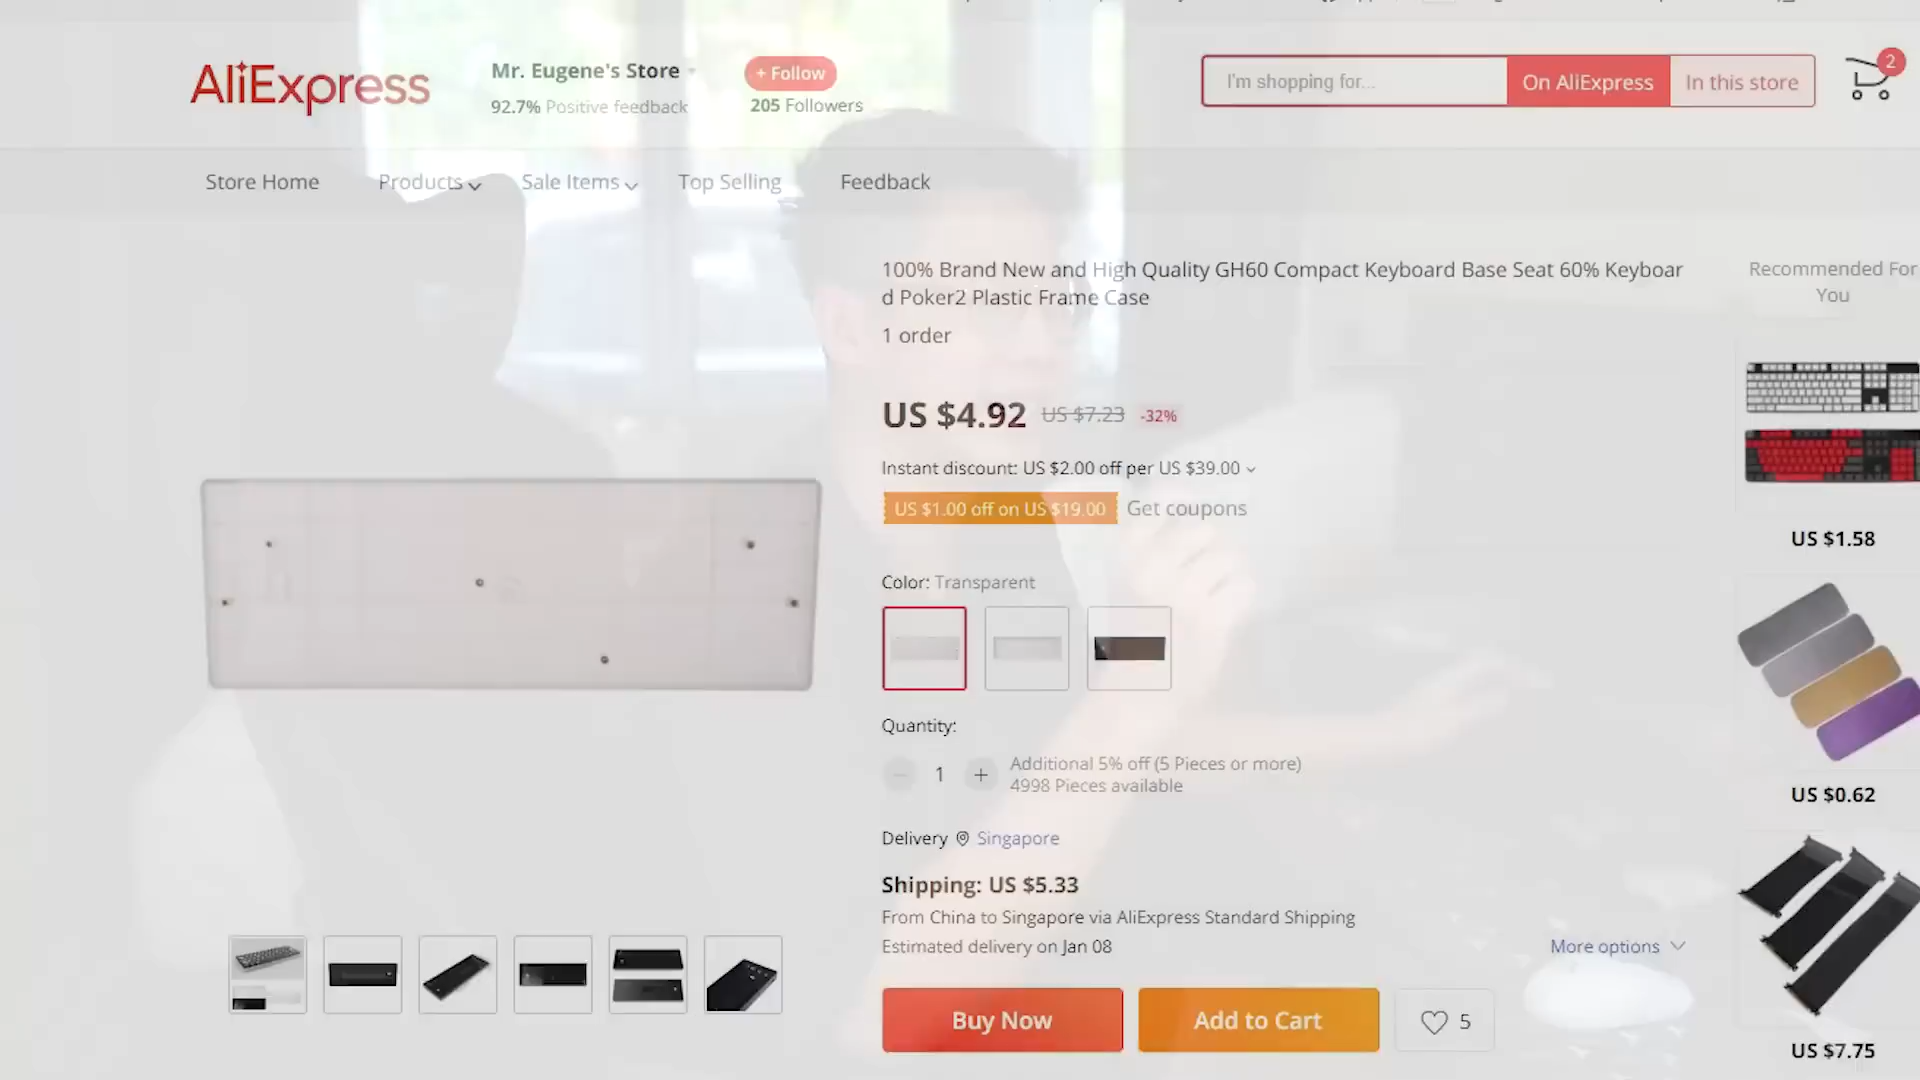 AliExpress
Mr. Eugene's Store
+ Follow
92.7% Positive feedback
205 Followers
I'm shopping for...
On AliExpress
In this store
2
Store Home
Products
Sale Items
Top Selling
Feedback
100% Brand New and High Quality GH60 Compact Keyboard Base Seat 60% Keyboar
d Poker2 Plastic Frame Case
1 order
US $4.92 US $7.23 -32%
Instant discount: US $2.00 off per US $39.00
US $1.00 off on US $19.00 Get coupons
Color: Transparent
Quantity:
1
Additional 5% off (5 Pieces or more)
4998 Pieces available
Delivery Singapore
Shipping: US $5.33
From China to Singapore via AliExpress Standard Shipping
Estimated delivery on Jan 08
More options
Buy Now
Add to Cart
5
Recommended For
You
US $1.58
US $0.62
US $7.75